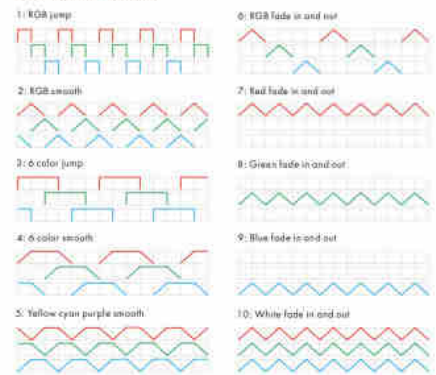 1: RGB jump
2: RGB smooth
3: 6 color jump
4: 6 color smooth
5: Yellow cyan purple smooth
6: RGB fade in and out
7: Red fade in and out
8: Green fade in and out
9: Blue fade in and out
10: White fade in and out